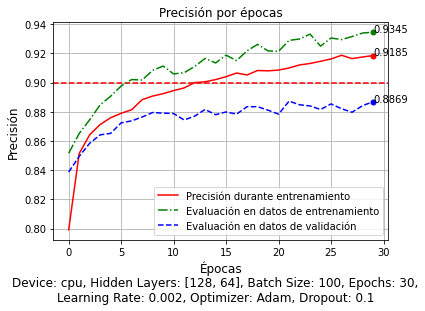 Precisión por épocas
Precisión
0.94
0.92
0.90
0.88
0.86
0.84
0.82
0.80
0.9345
0.9185
0.8869
Precisión durante entrenamiento
Evaluación en datos de entrenamiento
Evaluación en datos de validación
0 5 10 15 20 25 30
Épocas
Device: cpu, Hidden Layers: [128, 64], Batch Size: 100, Epochs: 30,
Learning Rate: 0.002, Optimizer: Adam, Dropout: 0.1